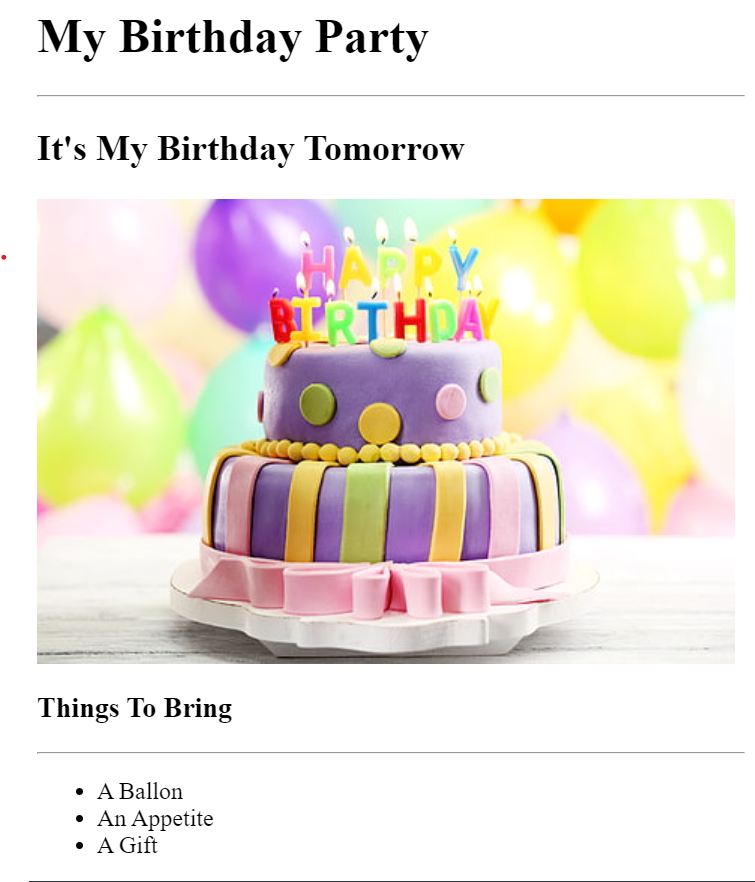 My Birthday Party
It's My Birthday Tomorrow
HAPPY
BIRTHDAY
Things To Bring
A Ballon
An Appetite
A Gift